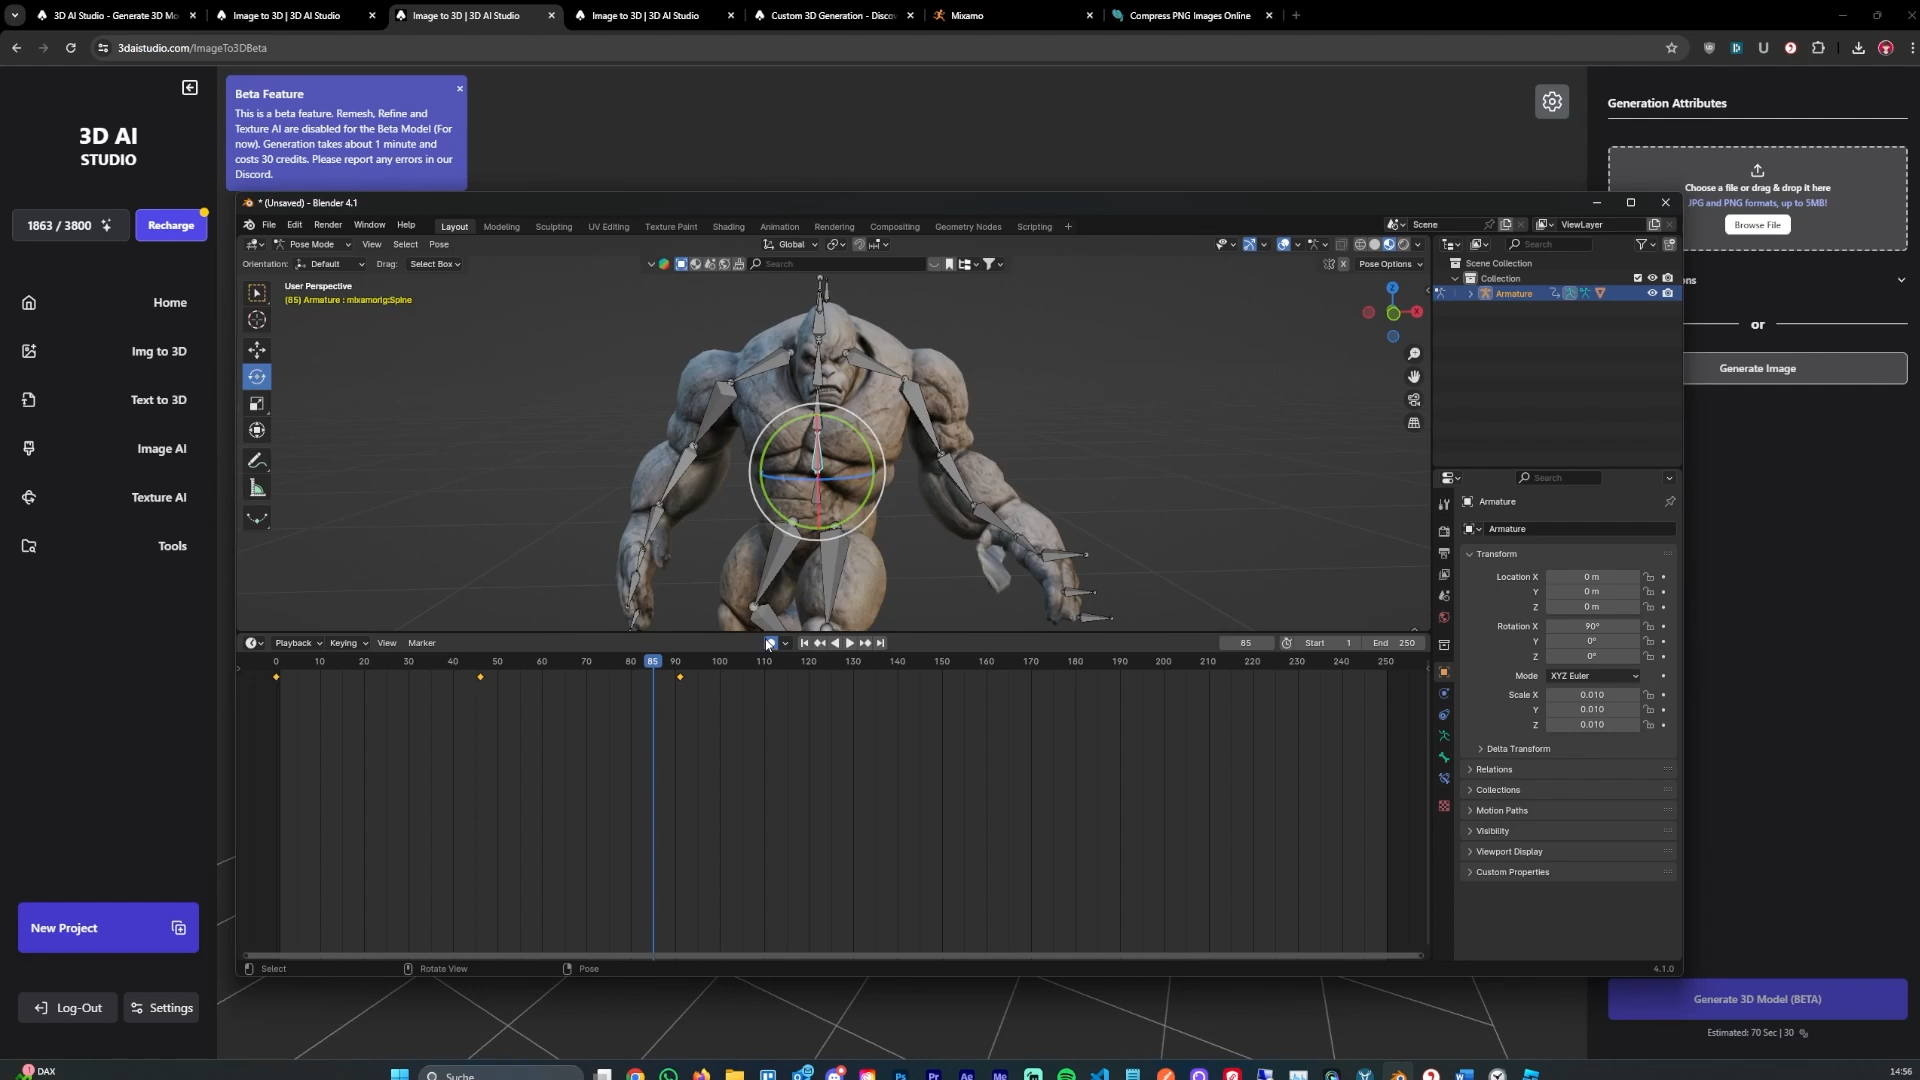 3D AI Studio - Generate 3D Mo
Image to 3D | 3D AI Studio
Image to 3D | 3D AI Studio
Image to 3D | 3D AI Studio
Custom 3D Generation - Disco
Mixamo
Compress PNG Images Online
3daistudio.com/ImageTo3DBeta
3D AI
STUDIO
1863 / 3800
Recharge
Home
Img to 3D
Text to 3D
Image AI
Texture AI
Tools
New Project
Log-Out
Settings
Beta Feature
This is a beta feature. Remesh, Refine and
Texture AI are disabled for the Beta Model (For
now). Generation takes about 1 minute and
costs 30 credits. Please report any errors in our
Discord.
Generation Attributes
Choose a file or drag & drop it here
JPG and PNG formats, up to 5MB!
Browse File
ons
or
Generate Image
Generate 3D Model (BETA)
Estimated: 70 Sec | 30
* (Unsaved) - Blender 4.1
File Edit Render Window Help
Layout Modeling Sculpting UV Editing Texture Paint Shading Animation Rendering Compositing Geometry Nodes Scripting +
Scene
ViewLayer
Pose Mode View Select Pose
Global
Search
Orientation: Default Drag: Select Box
Search
Pose Options
User Perspective
(85) Armature : mixamorig:Spine
Z
X
Scene Collection
Collection
Armature
Search
Armature
Armature
Transform
Location X 0 m
Y 0 m
Z 0 m
Rotation X 90°
Y 0°
Z 0°
Mode XYZ Euler
Scale X 0.010
Y 0.010
Z 0.010
Delta Transform
Relations
Collections
Motion Paths
Visibility
Viewport Display
Custom Properties
Playback Keying View Marker
85 Start 1 End 250
0 10 20 30 40 50 60 70 80 85 90 100 110 120 130 140 150 160 170 180 190 200 210 220 230 240 250
Select Rotate View Pose
4.1.0
DAX
Suche
14:56